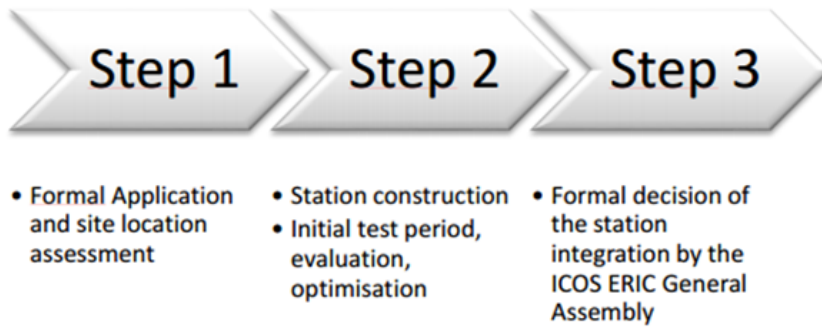 Step 1
Step 2
Step 3
• Formal Application
and site location
assessment
• Station construction
• Initial test period,
evaluation,
optimisation
• Formal decision of
the station
integration by the
ICOS ERIC General
Assembly